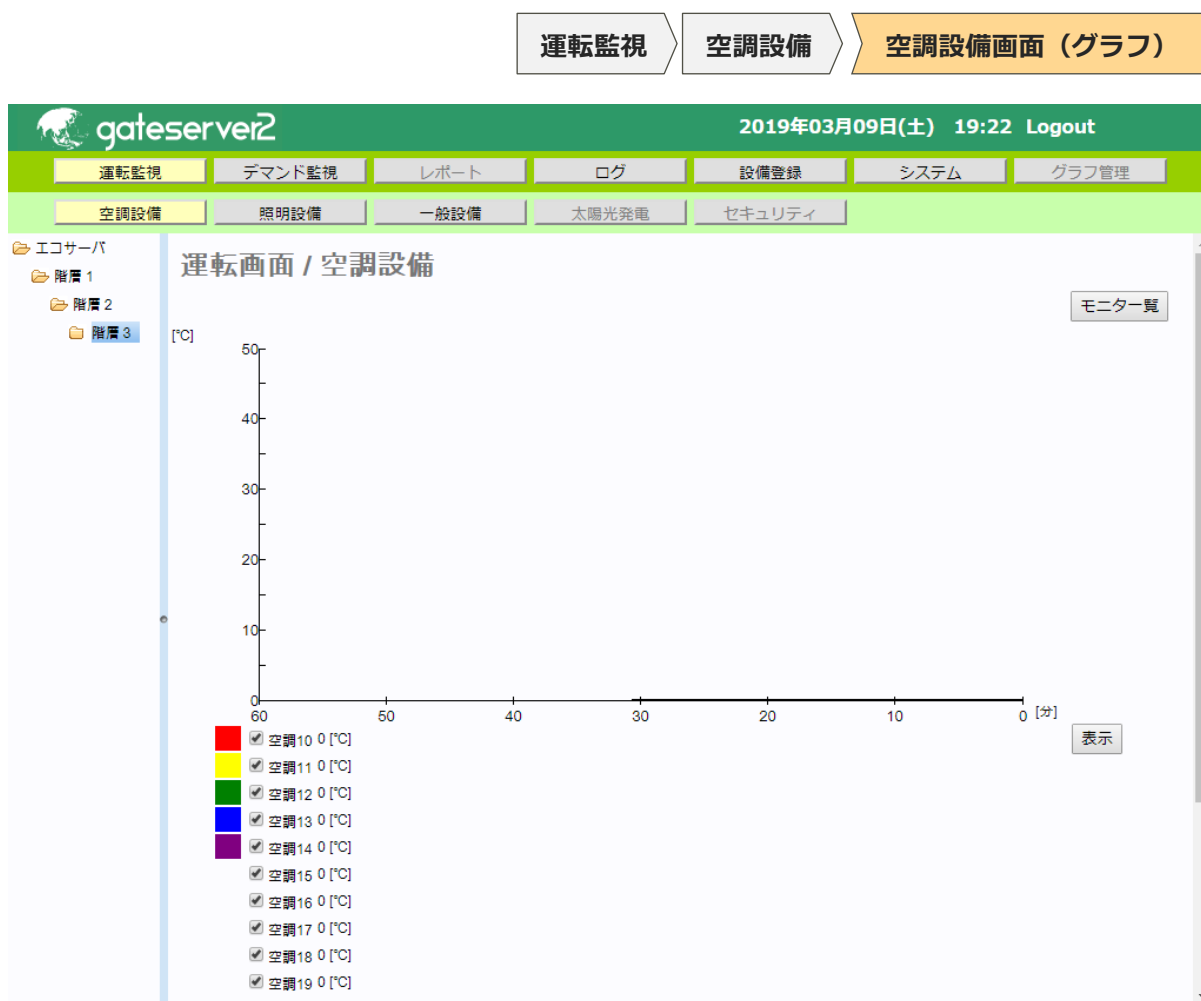 運転監視 空調設備 空調設備画面（グラフ）
gateserver2 2019年03月09日(土) 19:22 Logout
運転監視 デマンド監視 レポート ログ 設備登録 システム グラフ管理
空調設備 照明設備 一般設備 太陽光発電 セキュリティ
エコサーバ
階層1
階層2
階層3
運転画面 / 空調設備
モニター覧
[℃]
50
40
30
20
10
0
60 50 40 30 20 10 0 [分]
表示
空調10 0 [℃]
空調11 0 [℃]
空調12 0 [℃]
空調13 0 [℃]
空調14 0 [℃]
空調15 0 [℃]
空調16 0 [℃]
空調17 0 [℃]
空調18 0 [℃]
空調19 0 [℃]